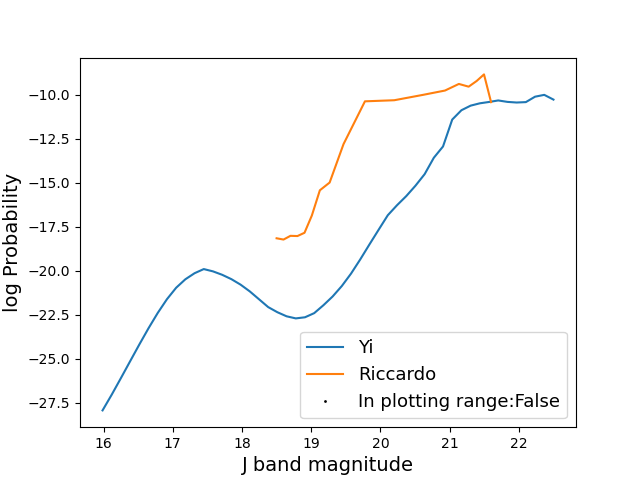 −10.0
−12.5
−15.0
−17.5
−20.0
−22.5
−25.0
−27.5
log Probability
Yi
Riccardo
In plotting range:False
16 17 18 19 20 21 22
J band magnitude